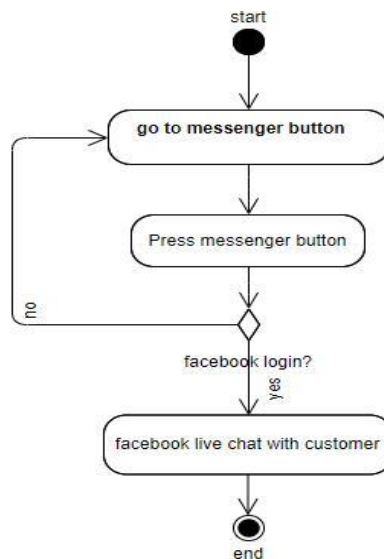 start
go to messenger button
Press messenger button
no
facebook login?
yes
facebook live chat with customer
end